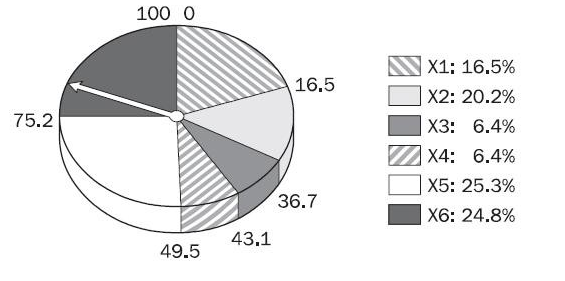 100 0
16.5
75.2
36.7
43.1
49.5
X1: 16.5%
X2: 20.2%
X3: 6.4%
X4: 6.4%
X5: 25.3%
X6: 24.8%